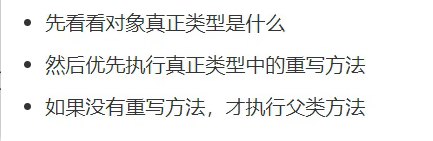 先看看对象真正类型是什么
然后优先执行真正类型中的重写方法
如果没有重写方法，才执行父类方法